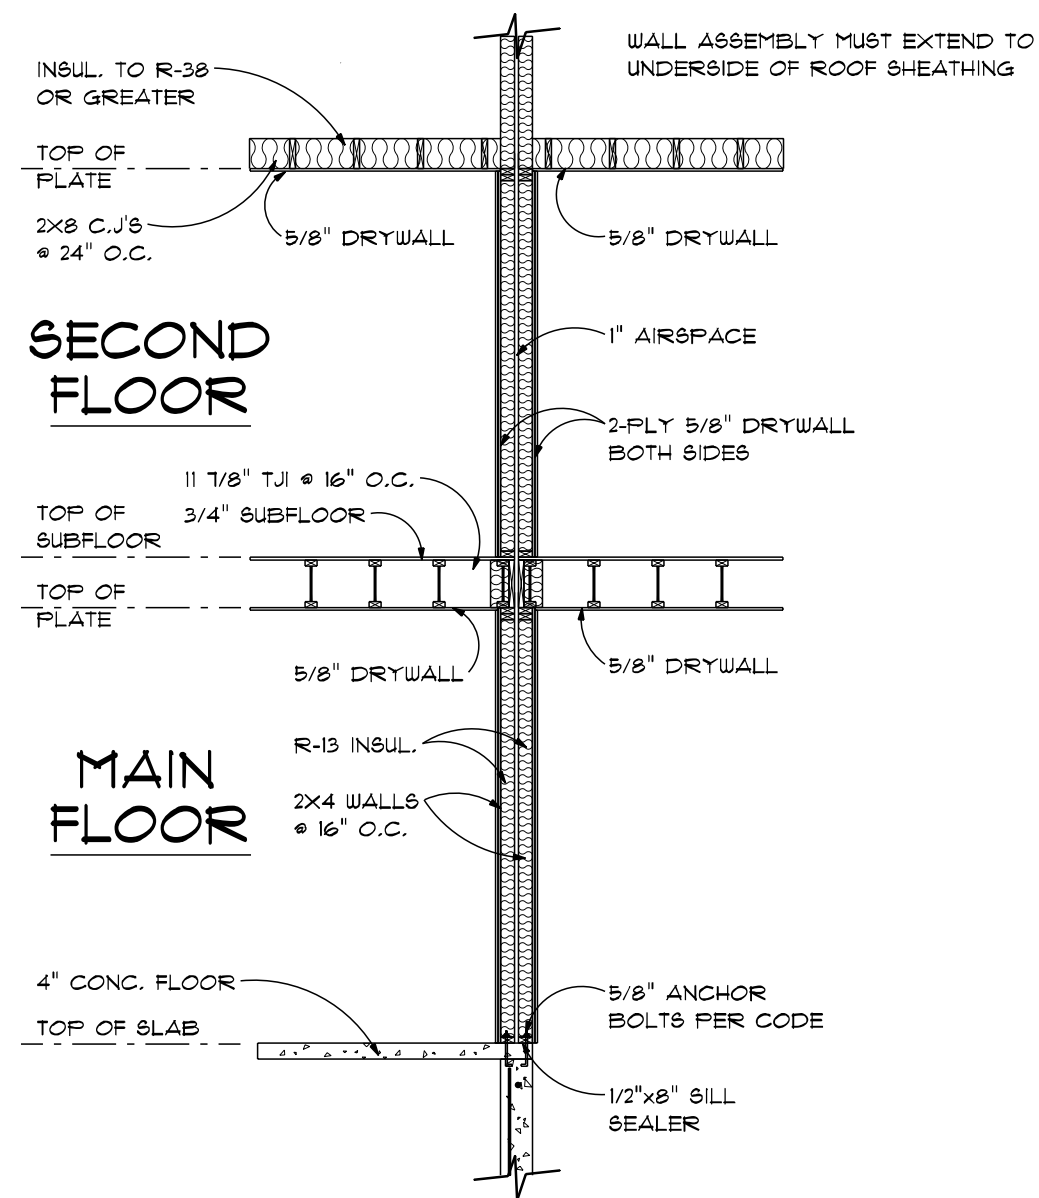 WALL ASSEMBLY MUST EXTEND TO
UNDERSIDE OF ROOF SHEATHING
INSUL. TO R-38
OR GREATER
TOP OF
PLATE
2X8 C.J'S
@ 24" O.C.
5/8" DRYWALL
5/8" DRYWALL
SECOND
FLOOR
1" AIRSPACE
2-PLY 5/8" DRYWALL
BOTH SIDES
11 7/8" TJI @ 16" O.C.
3/4" SUBFLOOR
TOP OF
SUBFLOOR
TOP OF
PLATE
5/8" DRYWALL
5/8" DRYWALL
MAIN
FLOOR
R-13 INSUL.
2X4 WALLS
@ 16" O.C.
4" CONC. FLOOR
TOP OF SLAB
5/8" ANCHOR
BOLTS PER CODE
1/2"x8" SILL
SEALER